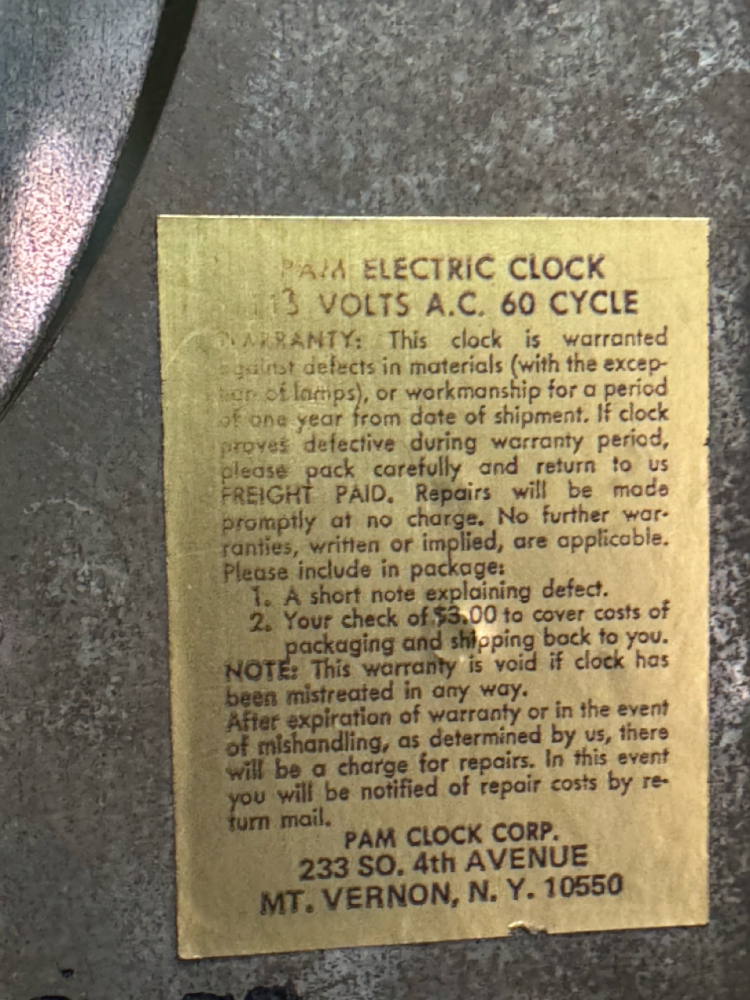 PAM ELECTRIC CLOCK
113 VOLTS A.C. 60 CYCLE
WARRANTY: This clock is warranted
against defects in materials (with the excep-
tion of lamps), or workmanship for a period
of one year from date of shipment. If clock
proves defective during warranty period,
please pack carefully and return to us
FREIGHT PAID. Repairs will be made
promptly at no charge. No further war-
ranties, written or implied, are applicable.
Please include in package:
1. A short note explaining defect.
2. Your check of $3.00 to cover costs of
packaging and shipping back to you.
NOTE: This warranty is void if clock has
been mistreated in any way.
After expiration of warranty or in the event
of mishandling, as determined by us, there
will be a charge for repairs. In this event
you will be notified of repair costs by re-
turn mail.
PAM CLOCK CORP.
233 SO. 4th AVENUE
MT. VERNON, N. Y. 10550